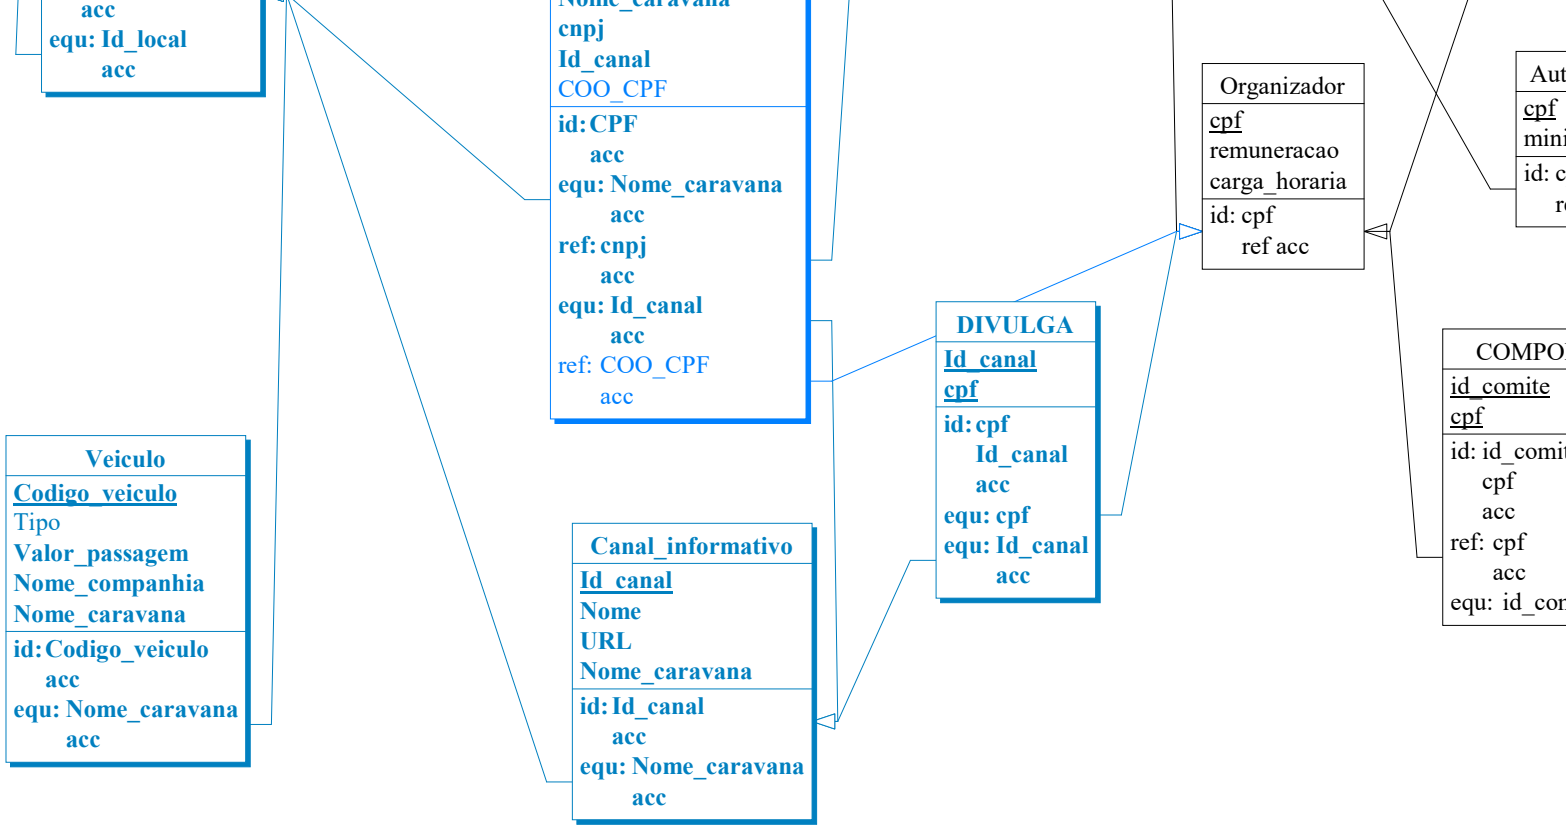 acc
equ: Id_local
acc
Nome_caravana
cnpj
Id_canal
COO_CPF
id: CPF
acc
equ: Nome_caravana
acc
ref: cnpj
acc
equ: Id_canal
acc
ref: COO_CPF
acc
Organizador
cpf
remuneracao
carga_horaria
id: cpf
ref acc
cpf
id:
DIVULGA
Id_canal
cpf
id: cpf
Id_canal
acc
equ: cpf
equ: Id_canal
acc
id_comite
cpf
id:
cpf
acc
ref: cpf
acc
equ:
Veiculo
Codigo_veiculo
Tipo
Valor_passagem
Nome_companhia
Nome_caravana
id: Codigo_veiculo
acc
equ: Nome_caravana
acc
Canal_informativo
Id_canal
Nome
URL
Nome_caravana
id: Id_canal
acc
equ: Nome_caravana
acc